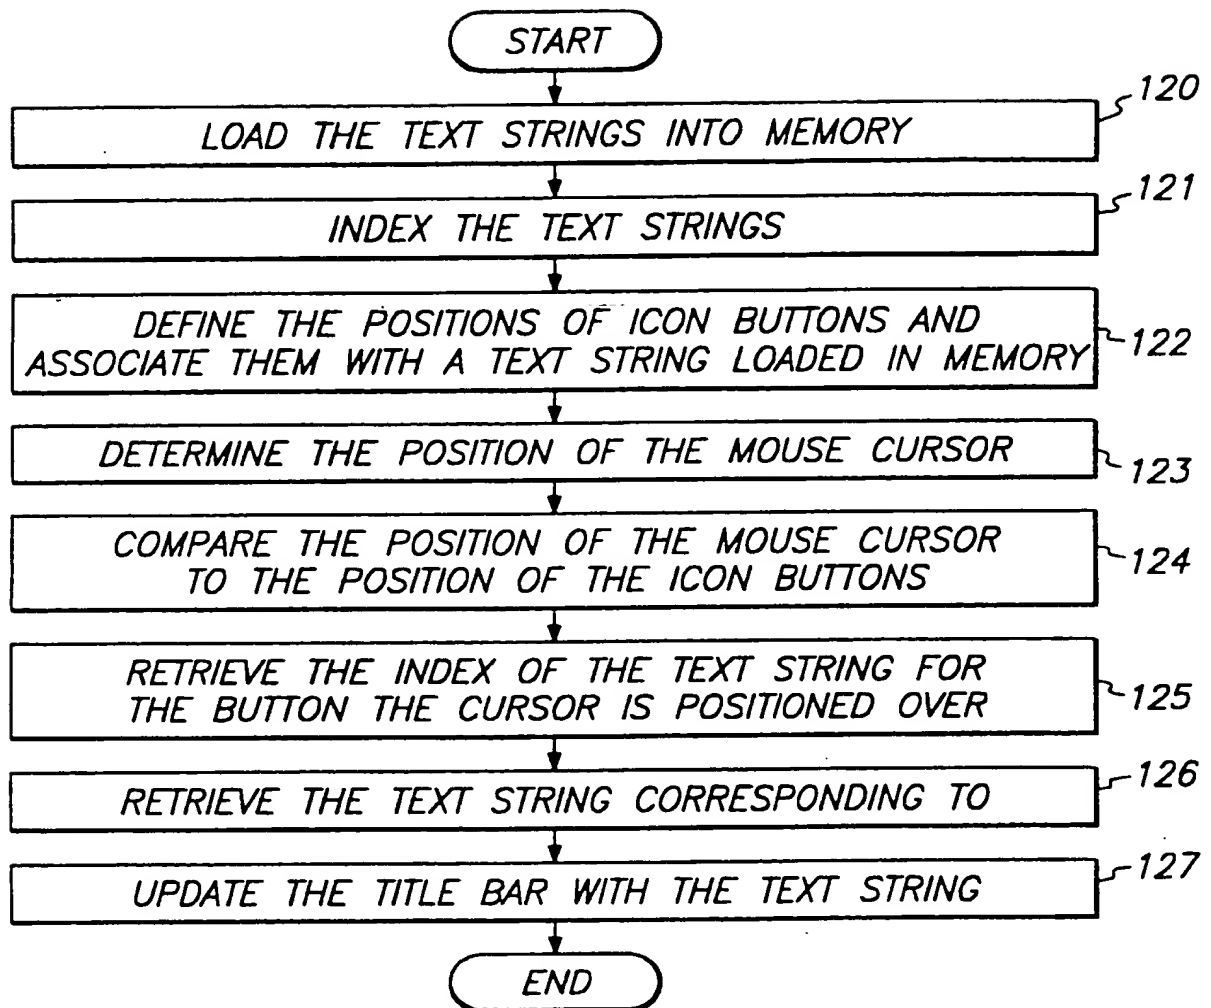 START
LOAD THE TEXT STRINGS INTO MEMORY
120
INDEX THE TEXT STRINGS
121
DEFINE THE POSITIONS OF ICON BUTTONS AND
ASSOCIATE THEM WITH A TEXT STRING LOADED IN MEMORY
122
DETERMINE THE POSITION OF THE MOUSE CURSOR
123
COMPARE THE POSITION OF THE MOUSE CURSOR
TO THE POSITION OF THE ICON BUTTONS
124
RETRIEVE THE INDEX OF THE TEXT STRING FOR
THE BUTTON THE CURSOR IS POSITIONED OVER
125
RETRIEVE THE TEXT STRING CORRESPONDING TO
126
UPDATE THE TITLE BAR WITH THE TEXT STRING
127
END